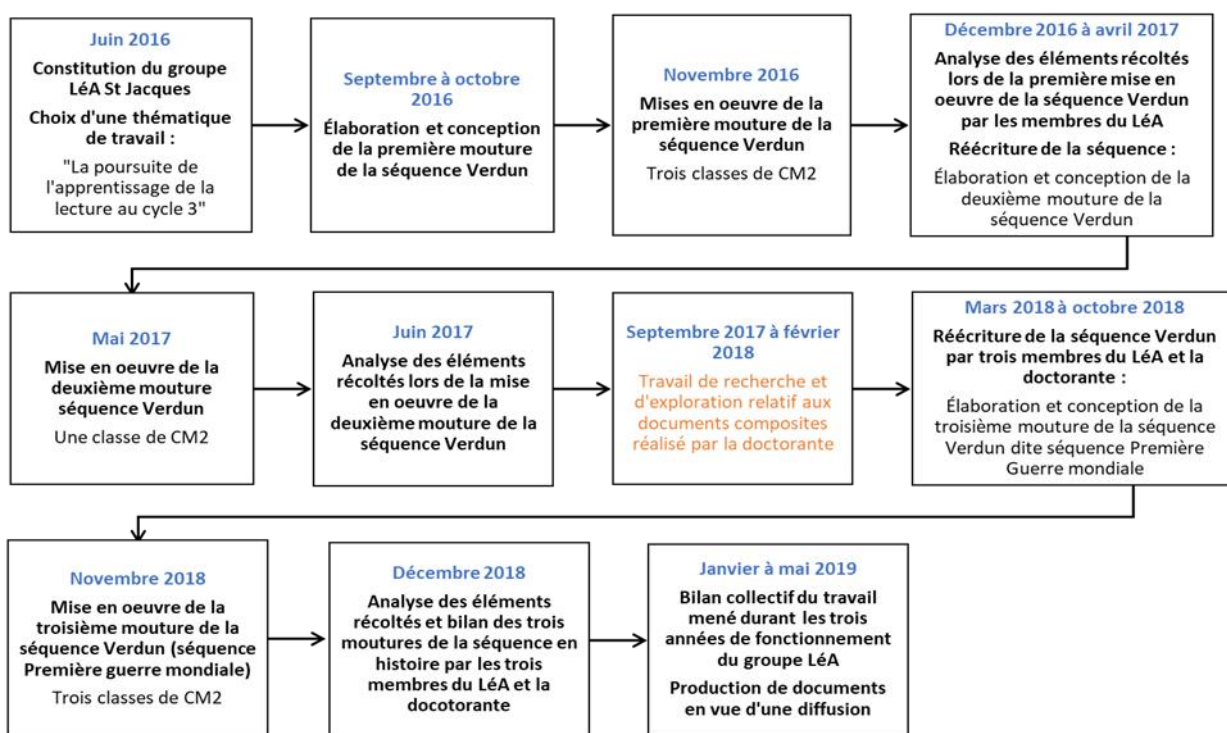 Juin 2016
Constitution du groupe
LéA St Jacques
Choix d'une thématique
de travail :
"La poursuite de
l'apprentissage de la
lecture au cycle 3"
Septembre à octobre
2016
Élaboration et conception
de la première mouture
de la séquence Verdun
Novembre 2016
Mises en oeuvre de la
première mouture de la
séquence Verdun
Trois classes de CM2
Décembre 2016 à avril 2017
Analyse des éléments récoltés
lors de la première mise en
oeuvre de la séquence Verdun
par les membres du LéA
Réécriture de la séquence :
Élaboration et conception de la
deuxième mouture de la
séquence Verdun
Mai 2017
Mise en oeuvre de la
deuxième mouture
séquence Verdun
Une classe de CM2
Juin 2017
Analyse des éléments
récoltés lors de la mise
en oeuvre de la
deuxième mouture de
la séquence Verdun
Septembre 2017 à février
2018
Travail de recherche et
d'exploration relatif aux
documents composites
réalisé par la doctorante
Mars 2018 à octobre 2018
Réécriture de la séquence Verdun
par trois membres du LéA et la
doctorante :
Élaboration et conception de la
troisième mouture de la séquence
Verdun dite séquence Première
Guerre mondiale
Novembre 2018
Mise en oeuvre de la
troisième mouture de la
séquence Verdun (séquence
Première guerre mondiale)
Trois classes de CM2
Décembre 2018
Analyse des éléments
récoltés et bilan des trois
moutures de la séquence en
histoire par les trois
membres du LéA et la
docotorante
Janvier à mai 2019
Bilan collectif du travail
mené durant les trois
années de fonctionnement
du groupe LéA
Production de documents
en vue d'une diffusion